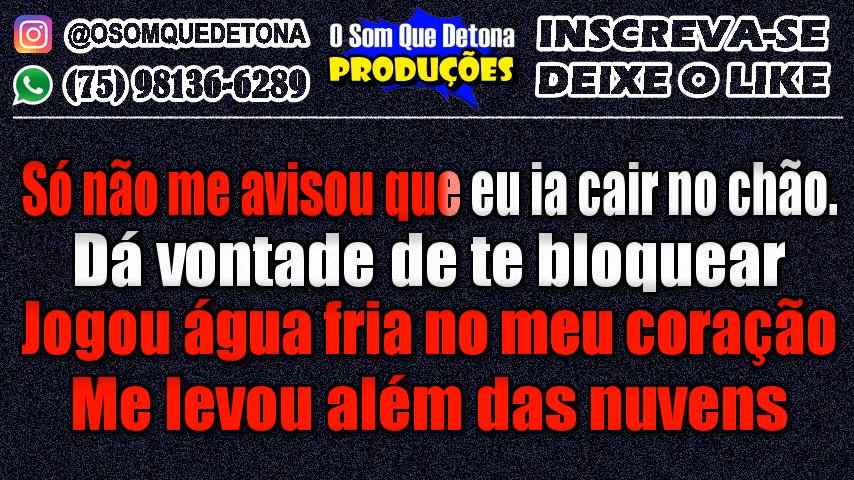 @OSOMQUEDETONA
(75) 98136-6289
O Som Que Detona
PRODUÇÕES
INSCREVA-SE
DEIXE O LIKE
Só não me avisou que eu ia cair no chão.
Dá vontade de te bloquear
Jogou água fria no meu coração
Me levou além das nuvens